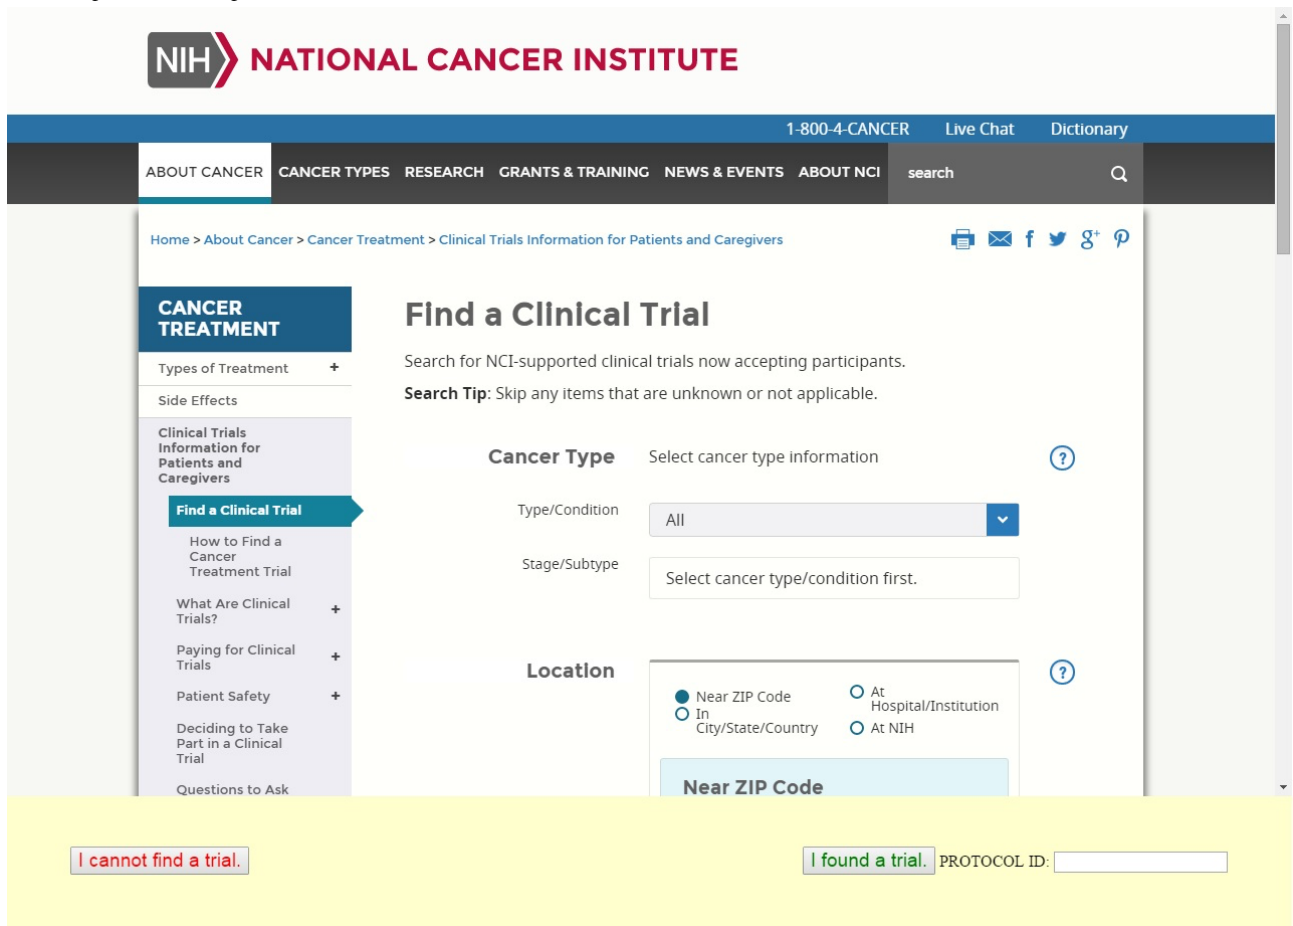 NIH NATIONAL CANCER INSTITUTE
1-800-4-CANCER Live Chat Dictionary
ABOUT CANCER CANCER TYPES RESEARCH GRANTS & TRAINING NEWS & EVENTS ABOUT NCI search
Home > About Cancer > Cancer Treatment > Clinical Trials Information for Patients and Caregivers
CANCER
TREATMENT
Types of Treatment +
Side Effects
Clinical Trials
Information for
Patients and
Caregivers
Find a Clinical Trial
How to Find a
Cancer
Treatment Trial
What Are Clinical
Trials? +
Paying for Clinical
Trials +
Patient Safety +
Deciding to Take
Part in a Clinical
Trial
Questions to Ask
Find a Clinical Trial
Search for NCI-supported clinical trials now accepting participants.
Search Tip: Skip any items that are unknown or not applicable.
Cancer Type Select cancer type information ?
Type/Condition All
Stage/Subtype Select cancer type/condition first.
Location ?
Near ZIP Code
In
City/State/Country
At
Hospital/Institution
At NIH
Near ZIP Code
I cannot find a trial.
I found a trial. PROTOCOL ID: